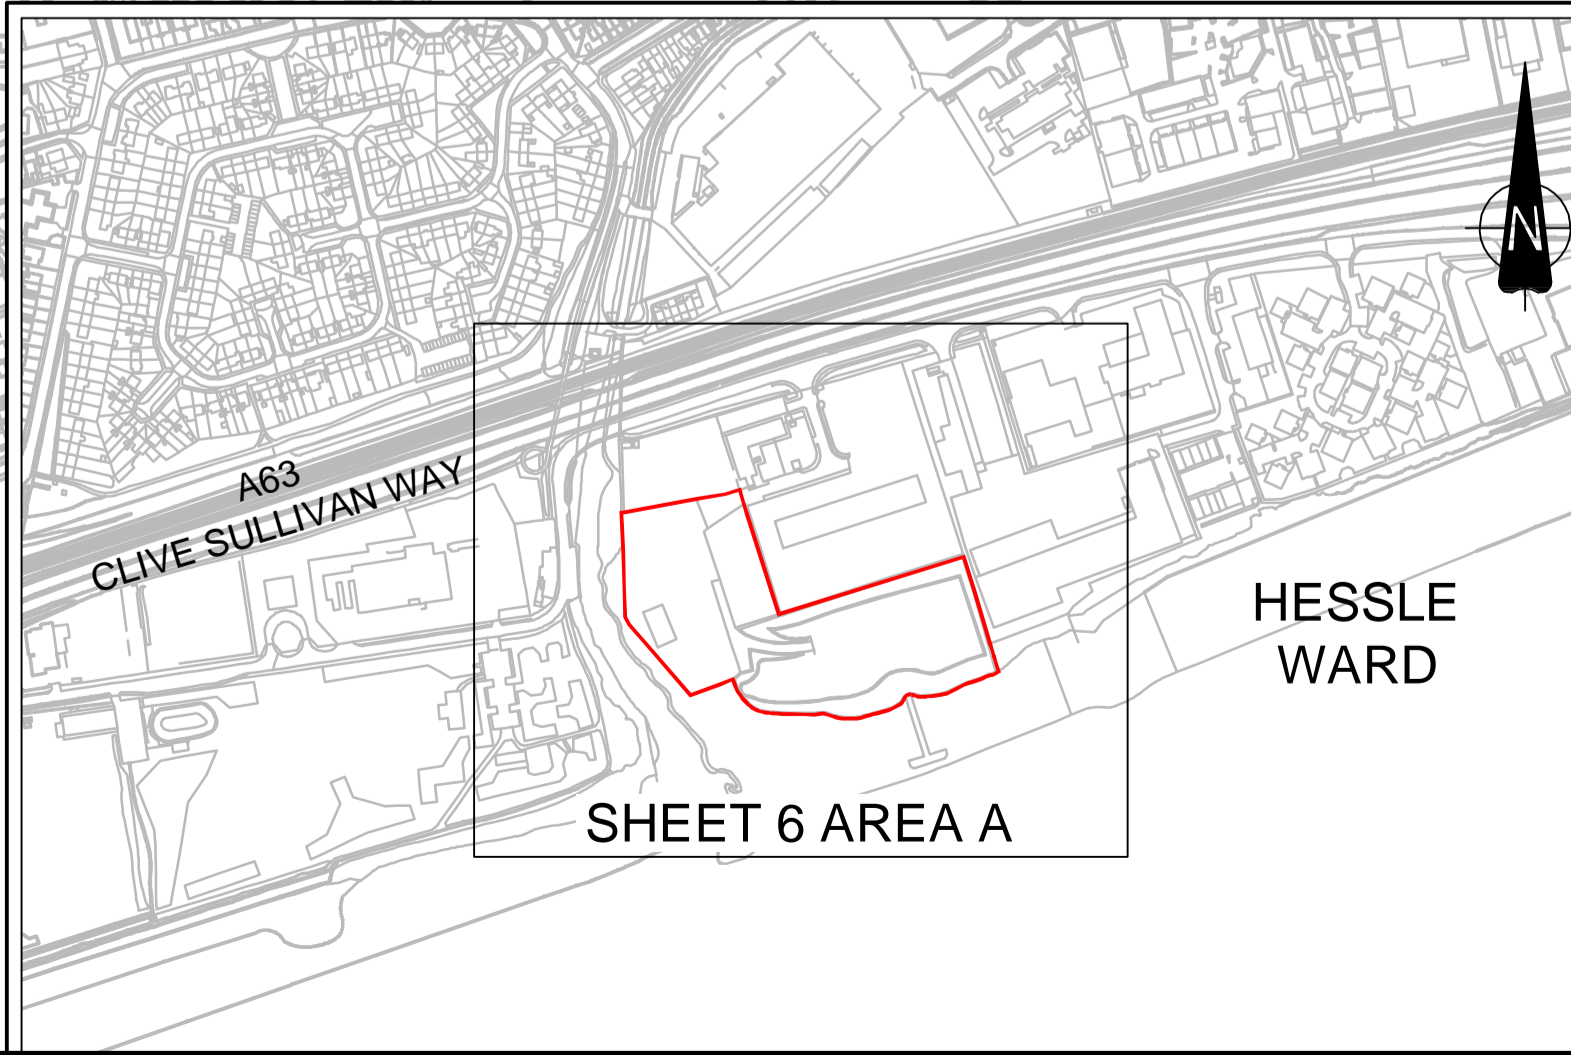 N
A63
CLIVE SULLIVAN WAY
HESSLE
WARD
SHEET 6 AREA A